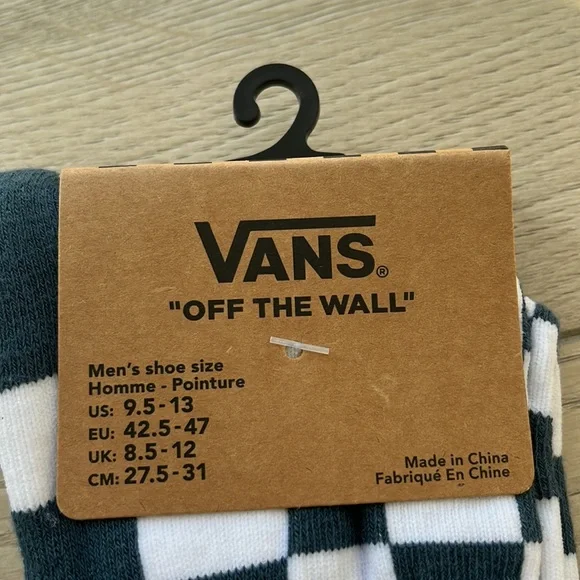 VANS®
"OFF THE WALL"
Men's shoe size
Homme - Pointure
US: 9.5 - 13
EU: 42.5 - 47
UK: 8.5 - 12
CM: 27.5 - 31
Made in China
Fabriqué En Chine